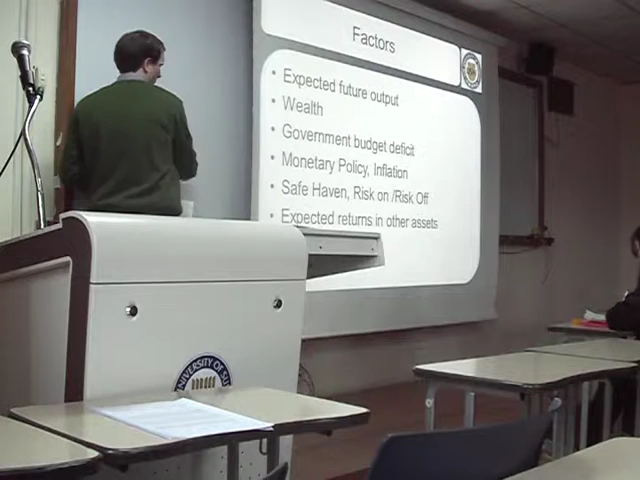 Factors
• Expected future output
• Wealth
• Government budget deficit
• Monetary Policy, Inflation
• Safe Haven, Risk on /Risk Off
• Expected returns in other assets
UNIVERSITY OF SU